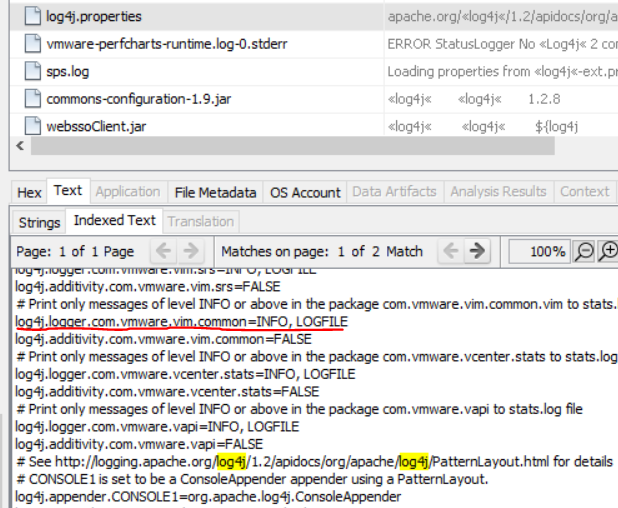 log4j.properties apache.org/«log4j«/1.2/apidocs/org/a
vmware-perfcharts-runtime.log-0.stderr ERROR StatusLogger No «Log4j« 2 con
sps.log Loading properties from «log4j«-ext.pr
commons-configuration-1.9.jar «log4j« «log4j« 1.2.8
webssoClient.jar «log4j« «log4j« ${log4j
Hex Text Application File Metadata OS Account Data Artifacts Analysis Results Context
Strings Indexed Text Translation
Page: 1 of 1 Page Matches on page: 1 of 2 Match 100%
log4j.logger.com.vmware.vim.srs=INFO, LOGFILE
log4j.additivity.com.vmware.vim.srs=FALSE
# Print only messages of level INFO or above in the package com.vmware.vim.common.vim to stats.l
log4j.logger.com.vmware.vim.common=INFO, LOGFILE
log4j.additivity.com.vmware.vim.common=FALSE
# Print only messages of level INFO or above in the package com.vmware.vcenter.stats to stats.log
log4j.logger.com.vmware.vcenter.stats=INFO, LOGFILE
log4j.additivity.com.vmware.vcenter.stats=FALSE
# Print only messages of level INFO or above in the package com.vmware.vapi to stats.log file
log4j.logger.com.vmware.vapi=INFO, LOGFILE
log4j.additivity.com.vmware.vapi=FALSE
# See http://logging.apache.org/log4j/1.2/apidocs/org/apache/log4j/PatternLayout.html for details
# CONSOLE1 is set to be a ConsoleAppender appender using a PatternLayout.
log4j.appender.CONSOLE1=org.apache.log4j.ConsoleAppender